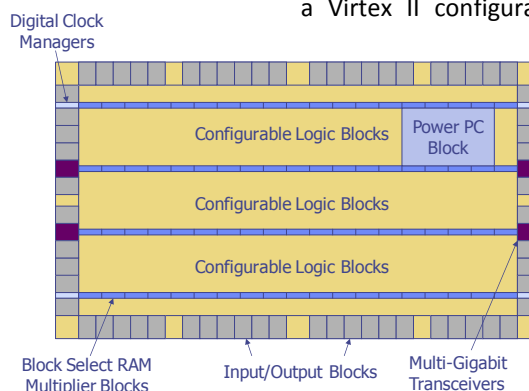 a Virtex II configura
Digital Clock
Managers
Configurable Logic Blocks
Power PC
Block
Configurable Logic Blocks
Configurable Logic Blocks
Block Select RAM
Multiplier Blocks
Input/Output Blocks
Multi-Gigabit
Transceivers